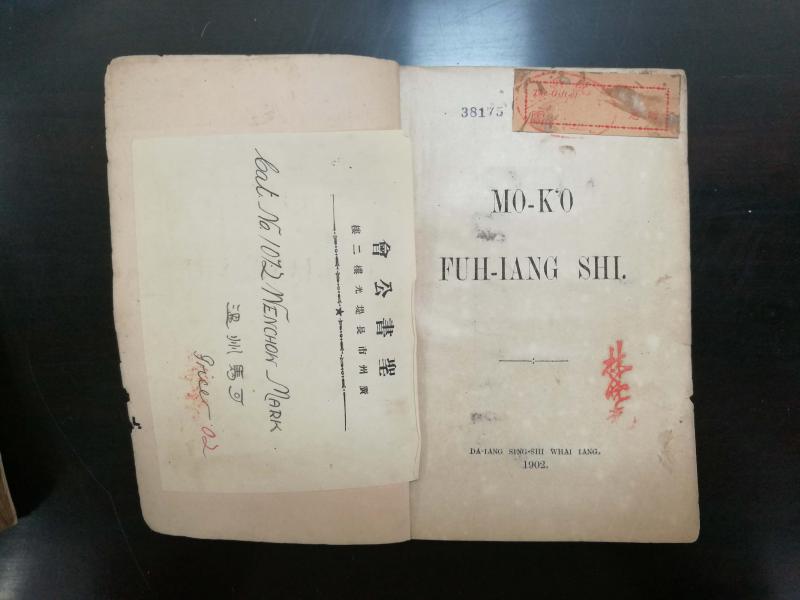 聖書公會
廣州市長堤光樓二樓
Cat No 1072 WENCHOW MARK
温州馬可
Price .02
38175
MO-K'O
FUH-IANG SHI.
DA-IANG SING-SHI WHAI IANG.
1902.